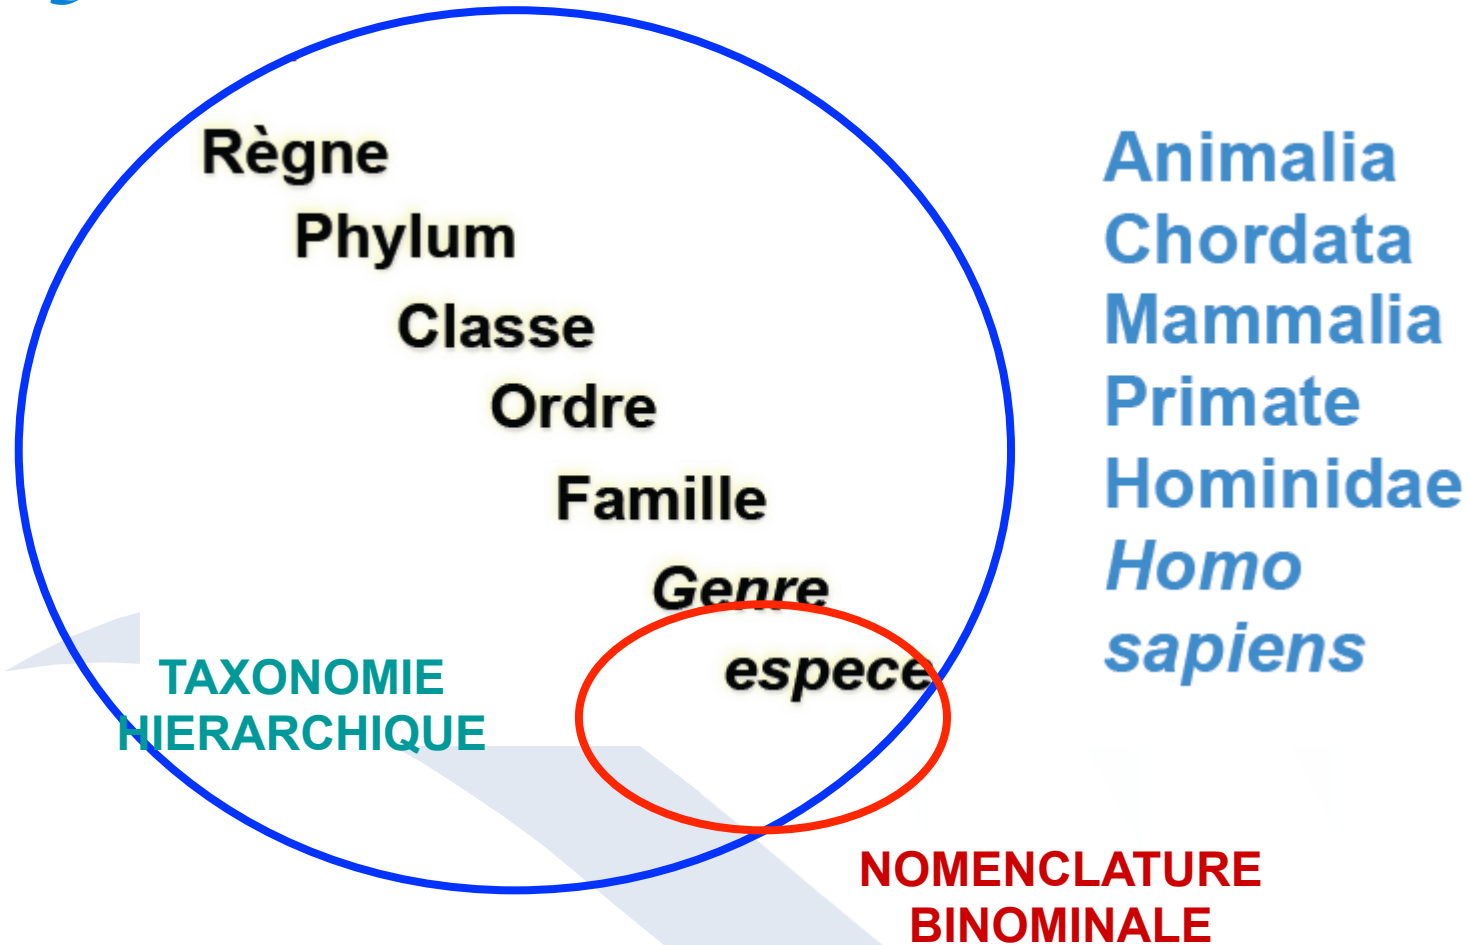 Règne
Phylum
Classe
Ordre
Famille
Genre
espece
Animalia
Chordata
Mammalia
Primate
Hominidae
Homo
sapiens
TAXONOMIE
HIERARCHIQUE
NOMENCLATURE
BINOMINALE